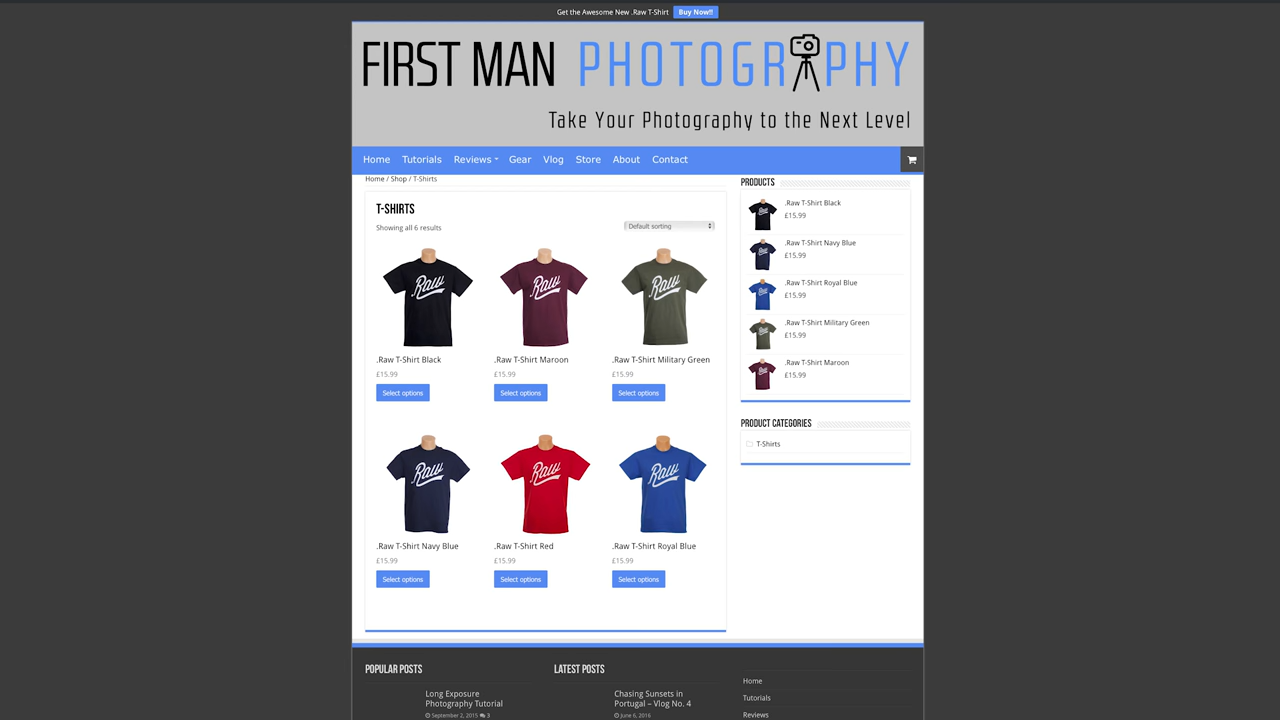 Get the Awesome New .Raw T-Shirt Buy Now!!
FIRST MAN PHOTOGRAPHY
Take Your Photography to the Next Level
Home Tutorials Reviews Gear Vlog Store About Contact
Home / Shop / T-Shirts
T-SHIRTS
Showing all 6 results
Default sorting
Raw Raw Raw
.Raw T-Shirt Black .Raw T-Shirt Maroon .Raw T-Shirt Military Green
£15.99 £15.99 £15.99
Select options Select options Select options
Raw Raw Raw
.Raw T-Shirt Navy Blue .Raw T-Shirt Red .Raw T-Shirt Royal Blue
£15.99 £15.99 £15.99
Select options Select options Select options
PRODUCTS
.Raw T-Shirt Black
£15.99
.Raw T-Shirt Navy Blue
£15.99
.Raw T-Shirt Royal Blue
£15.99
.Raw T-Shirt Military Green
£15.99
.Raw T-Shirt Maroon
£15.99
PRODUCT CATEGORIES
T-Shirts
POPULAR POSTS
Long Exposure
Photography Tutorial
September 2, 2015 3
LATEST POSTS
Chasing Sunsets in
Portugal – Vlog No. 4
June 6, 2016
Home
Tutorials
Reviews